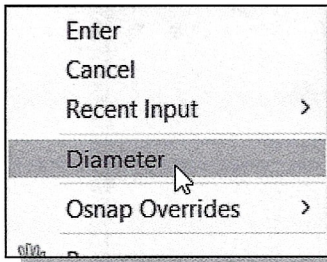 Enter
Cancel
Recent Input >
Diameter
Osnap Overrides >